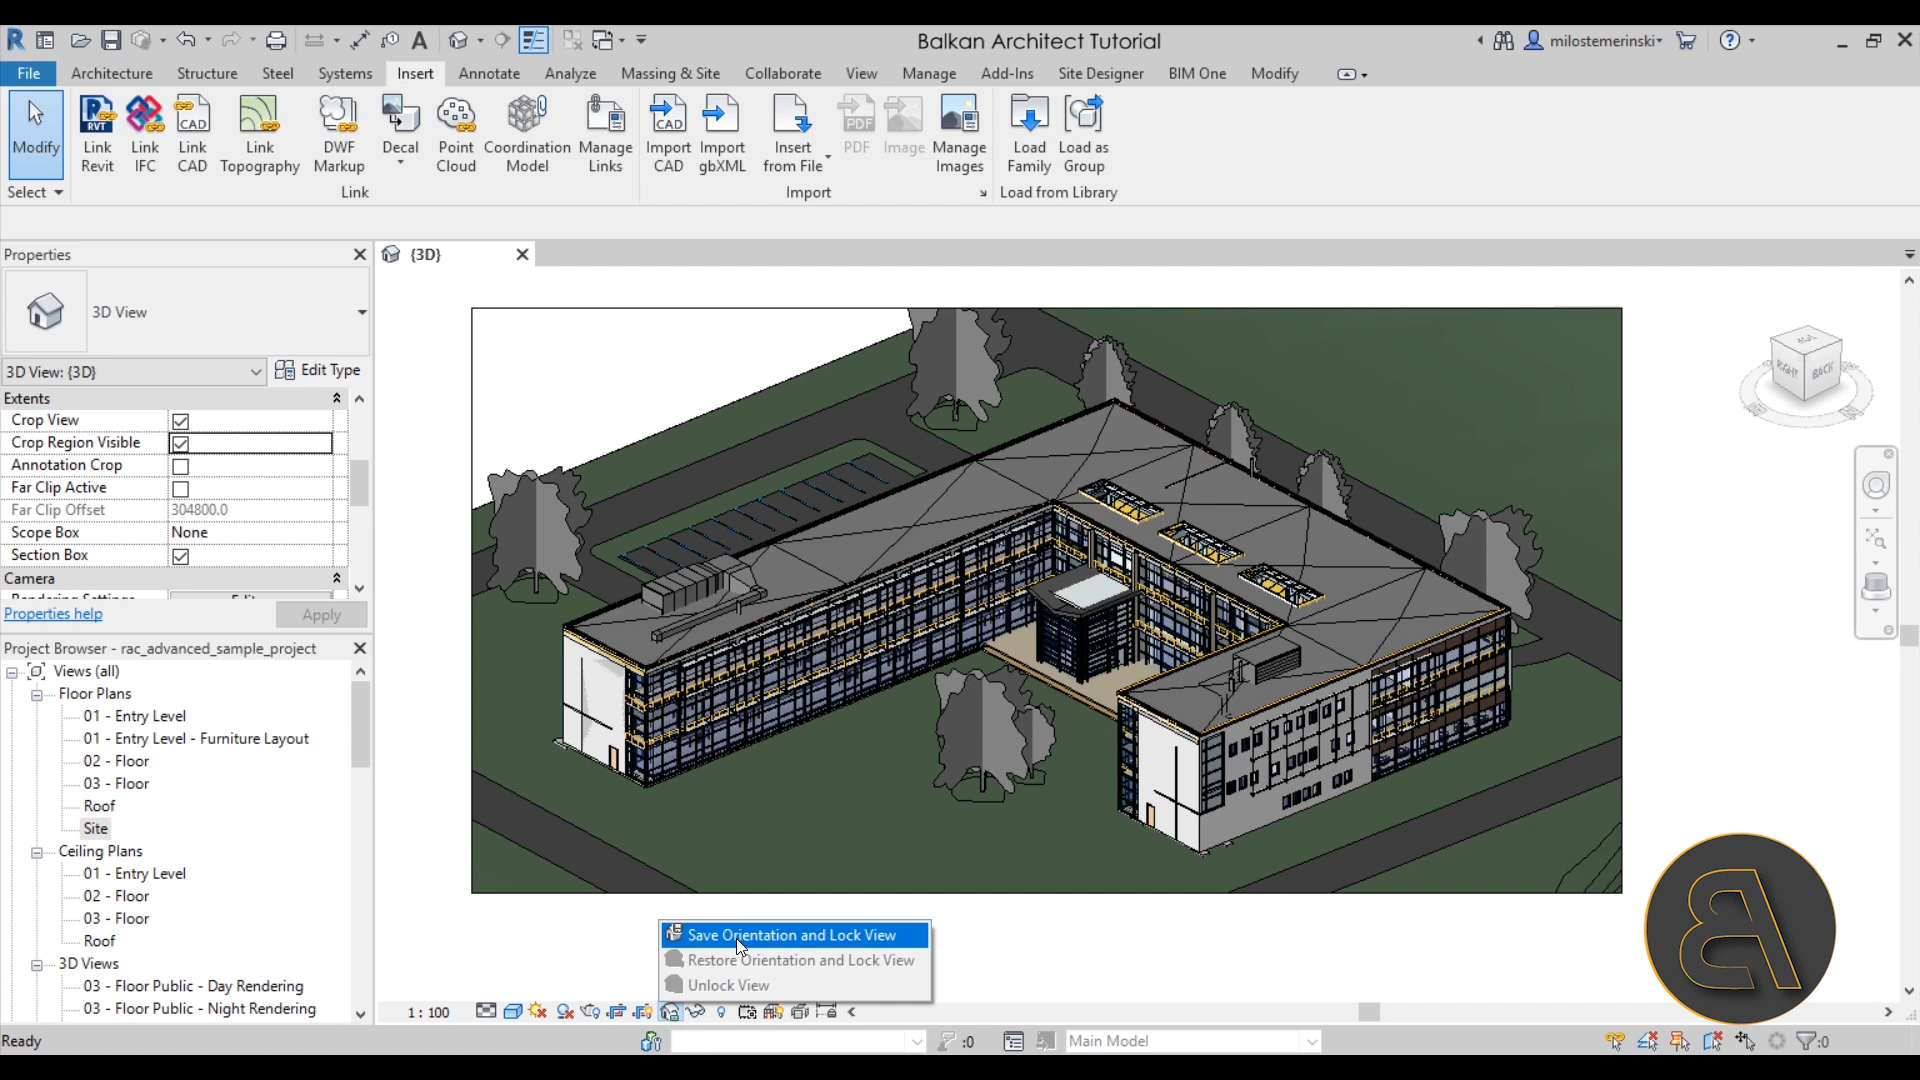 Balkan Architect Tutorial
milostemerinski
File Architecture Structure Steel Systems Insert Annotate Analyze Massing & Site Collaborate View Manage Add-Ins Site Designer BIM One Modify
Modify
Link Revit
Link IFC
Link CAD
Link Topography
DWF Markup
Decal
Point Cloud
Coordination Model
Manage Links
Import CAD
Import gbXML
Insert from File
PDF
Image
Manage Images
Load Family
Load as Group
Select
Link
Import
Load from Library
Properties
{3D}
3D View
3D View: {3D}
Edit Type
Extents
Crop View
Crop Region Visible
Annotation Crop
Far Clip Active
Far Clip Offset 304800.0
Scope Box None
Section Box
Camera
Properties help
Apply
Project Browser - rac_advanced_sample_project
Views (all)
Floor Plans
01 - Entry Level
01 - Entry Level - Furniture Layout
02 - Floor
03 - Floor
Roof
Site
Ceiling Plans
01 - Entry Level
02 - Floor
03 - Floor
Roof
3D Views
03 - Floor Public - Day Rendering
03 - Floor Public - Night Rendering
RIGHT BACK
Save Orientation and Lock View
Restore Orientation and Lock View
Unlock View
1 : 100
Ready
:0
Main Model
:0